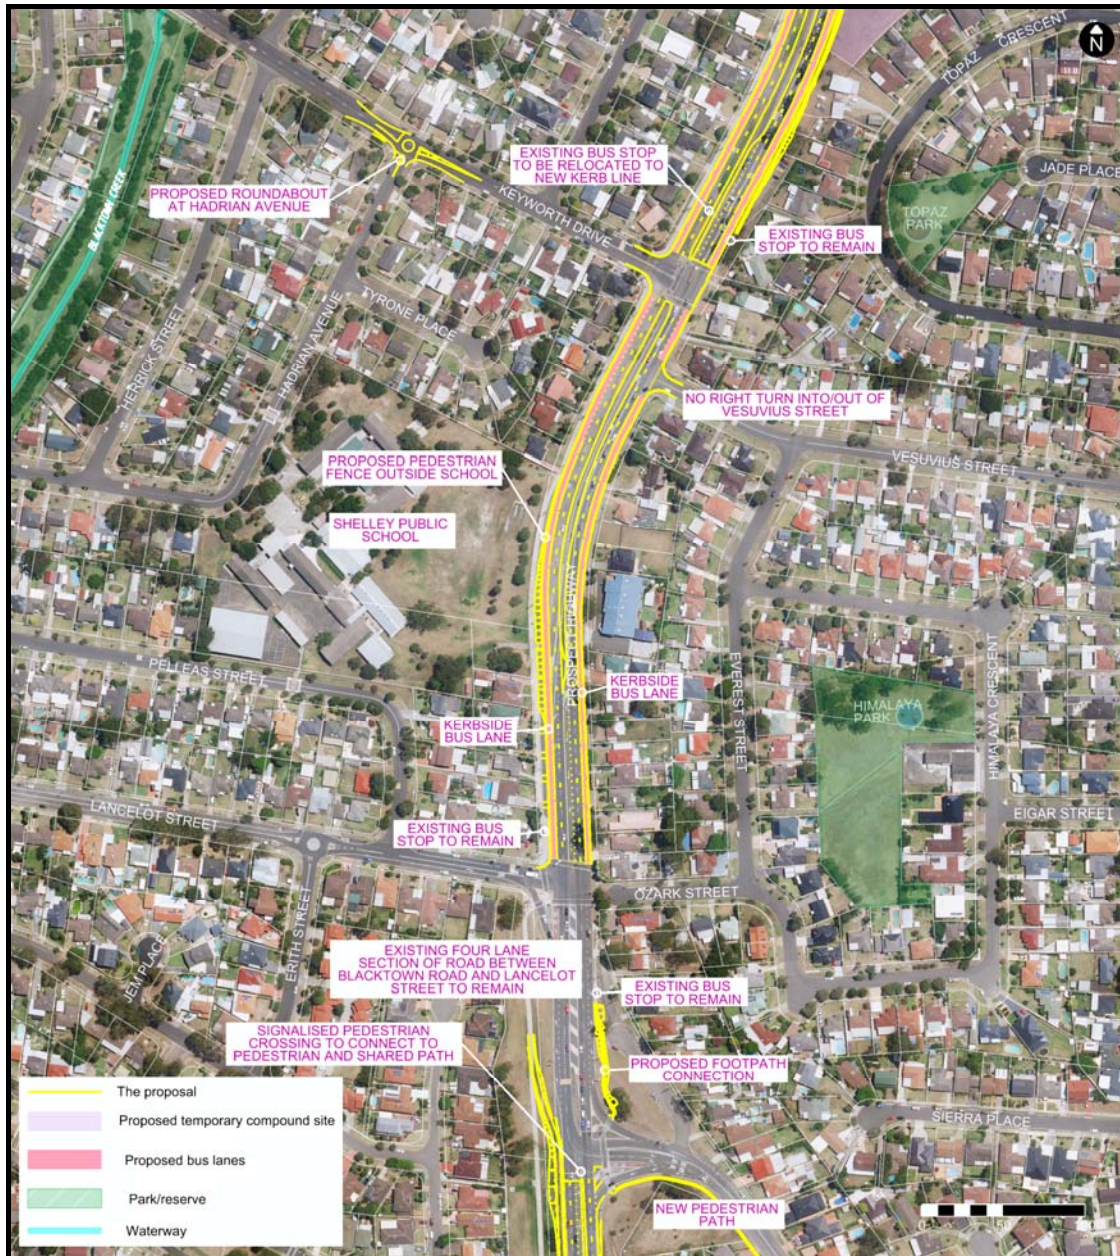 N
CRESCENT
TOPAZ
JADE PLACE
TOPAZ
PARK
EXISTING BUS STOP
TO BE RELOCATED TO
NEW KERB LINE
PROPOSED ROUNDABOUT
AT HADRIAN AVENUE
KEYWORTH DRIVE
BLACKTOWN CREEK
EXISTING BUS
STOP TO REMAIN
TYRONE PLACE
HERRICK STREET
HADRIAN AVENUE
NO RIGHT TURN INTO/OUT OF
VESUVIUS STREET
VESUVIUS STREET
PROPOSED PEDESTRIAN
FENCE OUTSIDE SCHOOL
SHELLEY PUBLIC
SCHOOL
PROSPECT HIGHWAY
PELLEAS STREET
KERBSIDE
BUS LANE
EVEREST STREET
HIMALAYA
PARK
HIMALAYA CRESCENT
KERBSIDE
BUS LANE
LANCELOT STREET
EIGAR STREET
EXISTING BUS
STOP TO REMAIN
OZARK STREET
ERITH STREET
JEM PLACE
EXISTING FOUR LANE
SECTION OF ROAD BETWEEN
BLACKTOWN ROAD AND LANCELOT
STREET TO REMAIN
EXISTING BUS
STOP TO REMAIN
SIGNALISED PEDESTRIAN
CROSSING TO CONNECT TO
PEDESTRIAN AND SHARED PATH
PROPOSED FOOTPATH
CONNECTION
SIERRA PLACE
The proposal
Proposed temporary compound site
Proposed bus lanes
Park/reserve
Waterway
NEW PEDESTRIAN
PATH
0 50